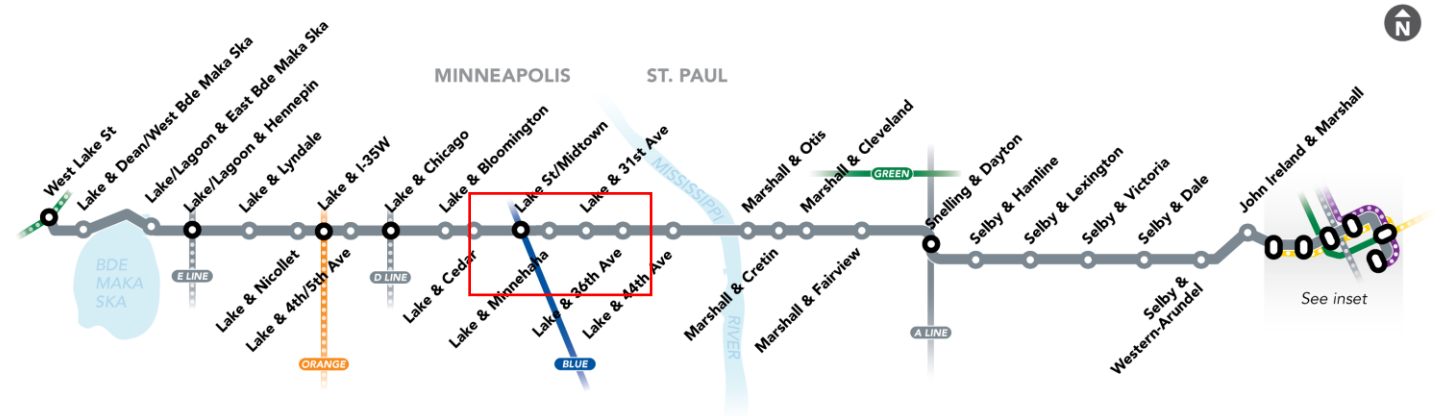 N
MINNEAPOLIS
ST. PAUL
West Lake St
Lake & Dean/West Bde Maka Ska
Lake/Lagoon & East Bde Maka Ska
Lake/Lagoon & Hennepin
Lake & Lyndale
Lake & Nicollet
Lake & I-35W
Lake & 4th/5th Ave
Lake & Chicago
Lake & Bloomington
Lake & Cedar
Lake St/Midtown
Lake & Minnehaha
Lake & 31st Ave
Lake & 36th Ave
Lake & 44th Ave
Marshall & Otis
Marshall & Cretin
Marshall & Cleveland
Marshall & Fairview
Snelling & Dayton
Selby & Hamline
Selby & Lexington
Selby & Victoria
Selby & Dale
Selby &
Western-Arundel
John Ireland & Marshall
MISSISSIPPI
RIVER
BDE
MAKA
SKA
E LINE
ORANGE
D LINE
BLUE
GREEN
A LINE
See inset